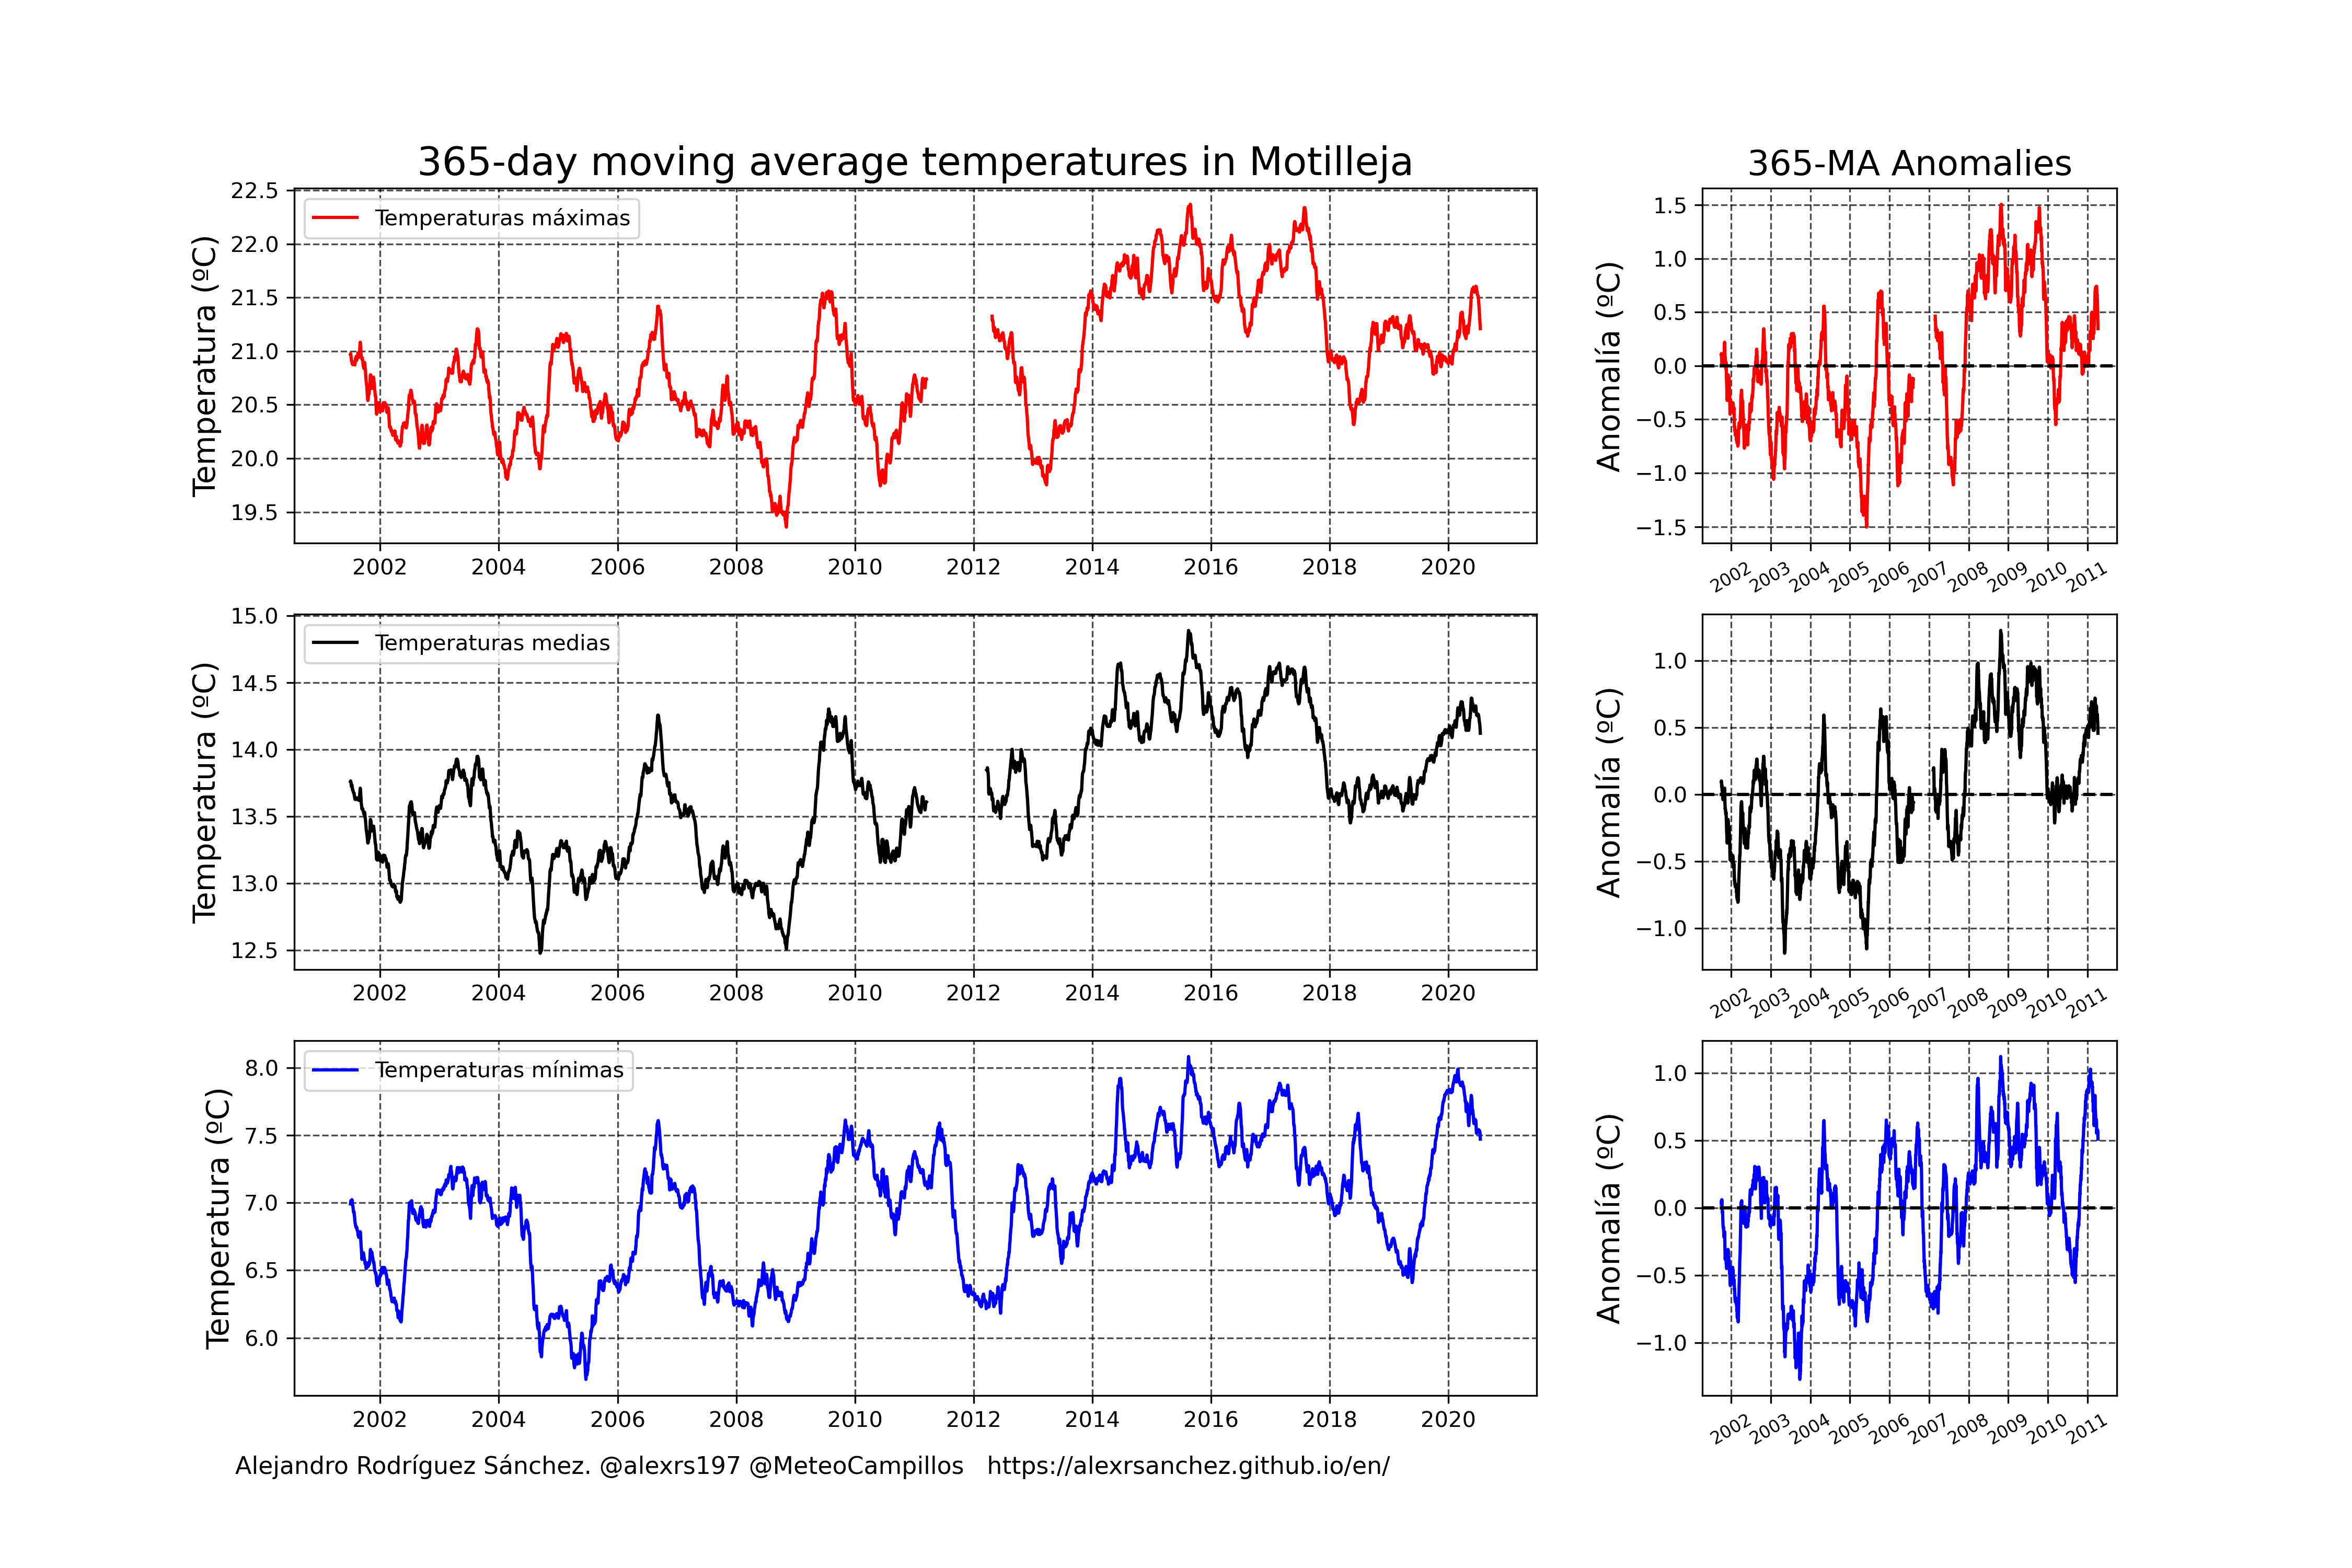 365-day moving average temperatures in Motilleja
365-MA Anomalies
Temperatura (ºC)
22.5
22.0
21.5
21.0
20.5
20.0
19.5
Temperaturas máximas
2002 2004 2006 2008 2010 2012 2014 2016 2018 2020
Anomalía (ºC)
1.5
1.0
0.5
0.0
−0.5
−1.0
−1.5
2002 2003 2004 2005 2006 2007 2008 2009 2010 2011
Temperatura (ºC)
15.0
14.5
14.0
13.5
13.0
12.5
Temperaturas medias
2002 2004 2006 2008 2010 2012 2014 2016 2018 2020
Anomalía (ºC)
1.0
0.5
0.0
−0.5
−1.0
2002 2003 2004 2005 2006 2007 2008 2009 2010 2011
Temperatura (ºC)
8.0
7.5
7.0
6.5
6.0
Temperaturas mínimas
2002 2004 2006 2008 2010 2012 2014 2016 2018 2020
Anomalía (ºC)
1.0
0.5
0.0
−0.5
−1.0
2002 2003 2004 2005 2006 2007 2008 2009 2010 2011
Alejandro Rodríguez Sánchez. @alexrs197 @MeteoCampillos https://alexrsanchez.github.io/en/